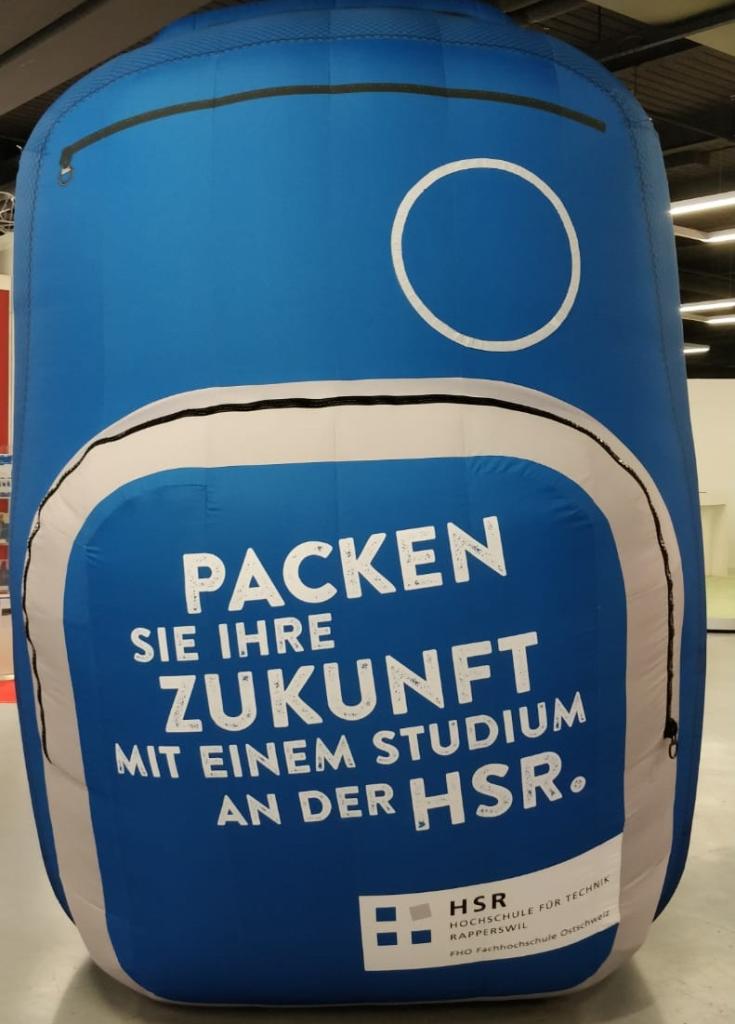 PACKEN
SIE IHRE
ZUKUNFT
MIT EINEM STUDIUM
AN DER HSR.
HSR
HOCHSCHULE FÜR TECHNIK
RAPPERSWIL
FHO Fachhochschule Ostschweiz